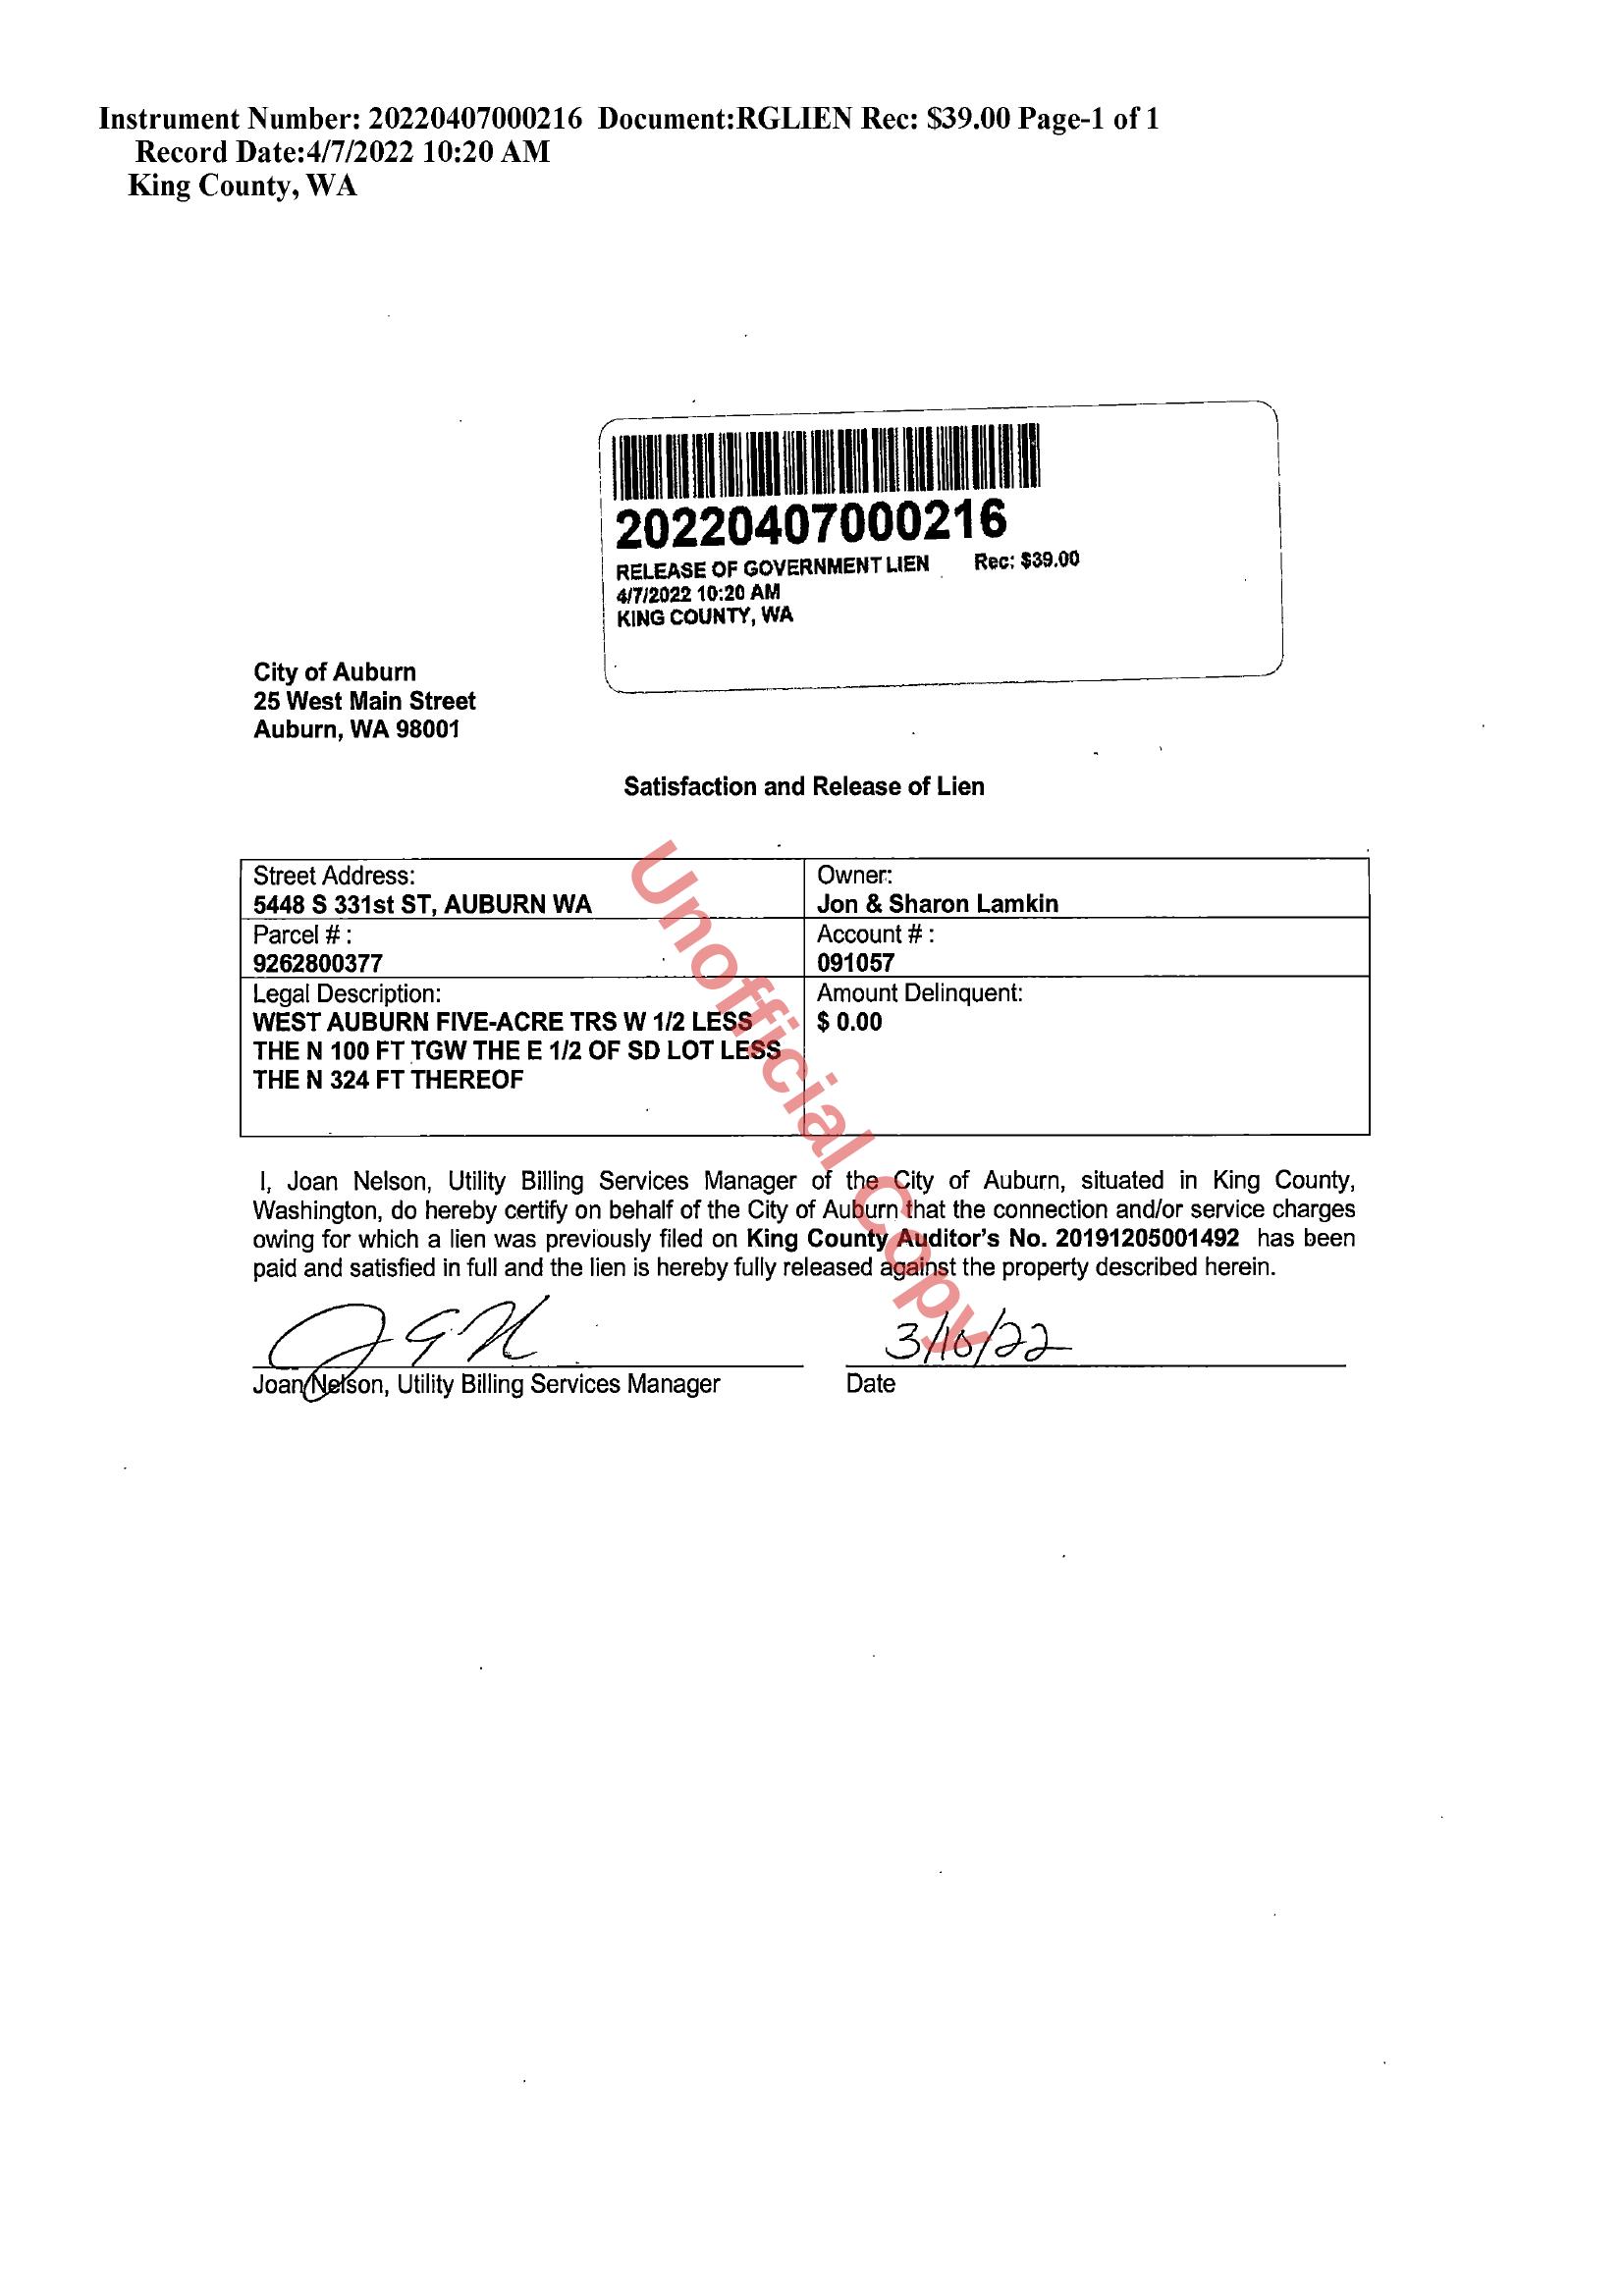 Instrument Number: 20220407000216 Document:RGLIEN Rec: $39.00 Page-1 of 1
Record Date:4/7/2022 10:20 AM
King County, WA
20220407000216
RELEASE OF GOVERNMENT LIEN Rec: $39.00
4/7/2022 10:20 AM
KING COUNTY, WA
City of Auburn
25 West Main Street
Auburn, WA 98001
Satisfaction and Release of Lien
Street Address:
5448 S 331st ST, AUBURN WA
Owner:
Jon & Sharon Lamkin
Parcel # :
9262800377
Account # :
091057
Legal Description:
WEST AUBURN FIVE-ACRE TRS W 1/2 LESS
THE N 100 FT TGW THE E 1/2 OF SD LOT LESS
THE N 324 FT THEREOF
Amount Delinquent:
$ 0.00
I, Joan Nelson, Utility Billing Services Manager of the City of Auburn, situated in King County,
Washington, do hereby certify on behalf of the City of Auburn that the connection and/or service charges
owing for which a lien was previously filed on King County Auditor's No. 20191205001492 has been
paid and satisfied in full and the lien is hereby fully released against the property described herein.
3/10/22
Joan Nelson, Utility Billing Services Manager
Date
Unofficial Copy